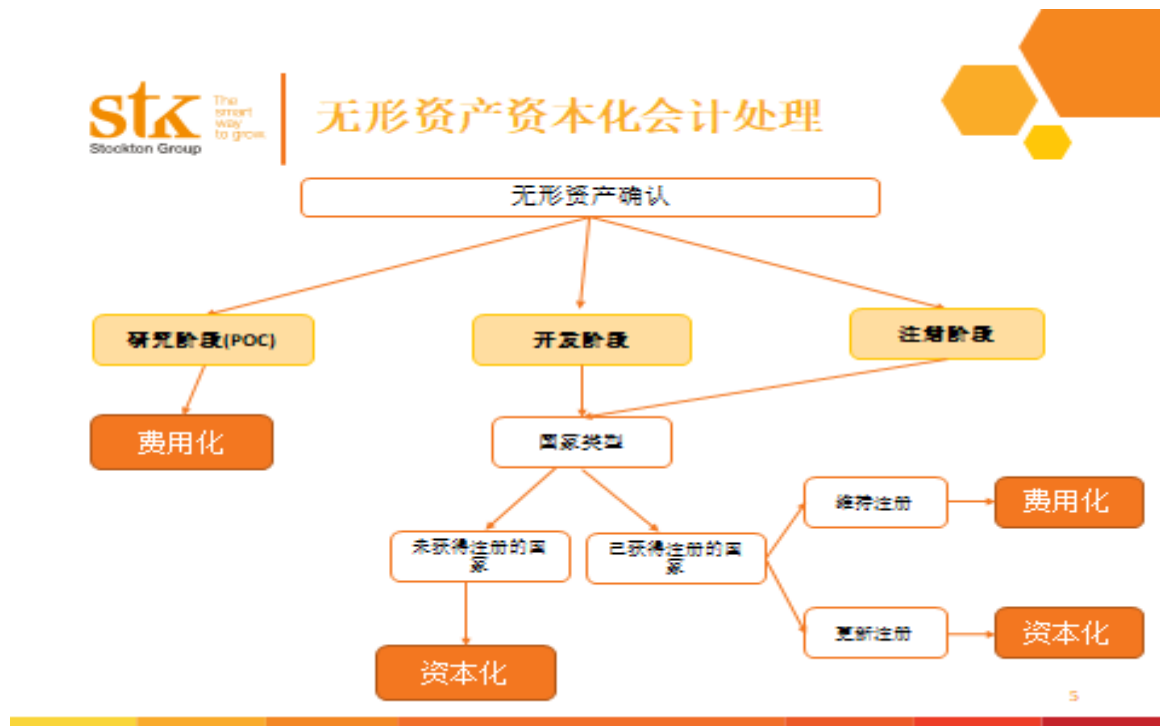 stk
The
smart
way
to grow.
Stockton Group
无形资产资本化会计处理
无形资产确认
研究阶段(POC)
开发阶段
注册阶段
费用化
国家类型
未获得注册的国
家
已获得注册的国
家
维持注册
费用化
更新注册
资本化
资本化
5